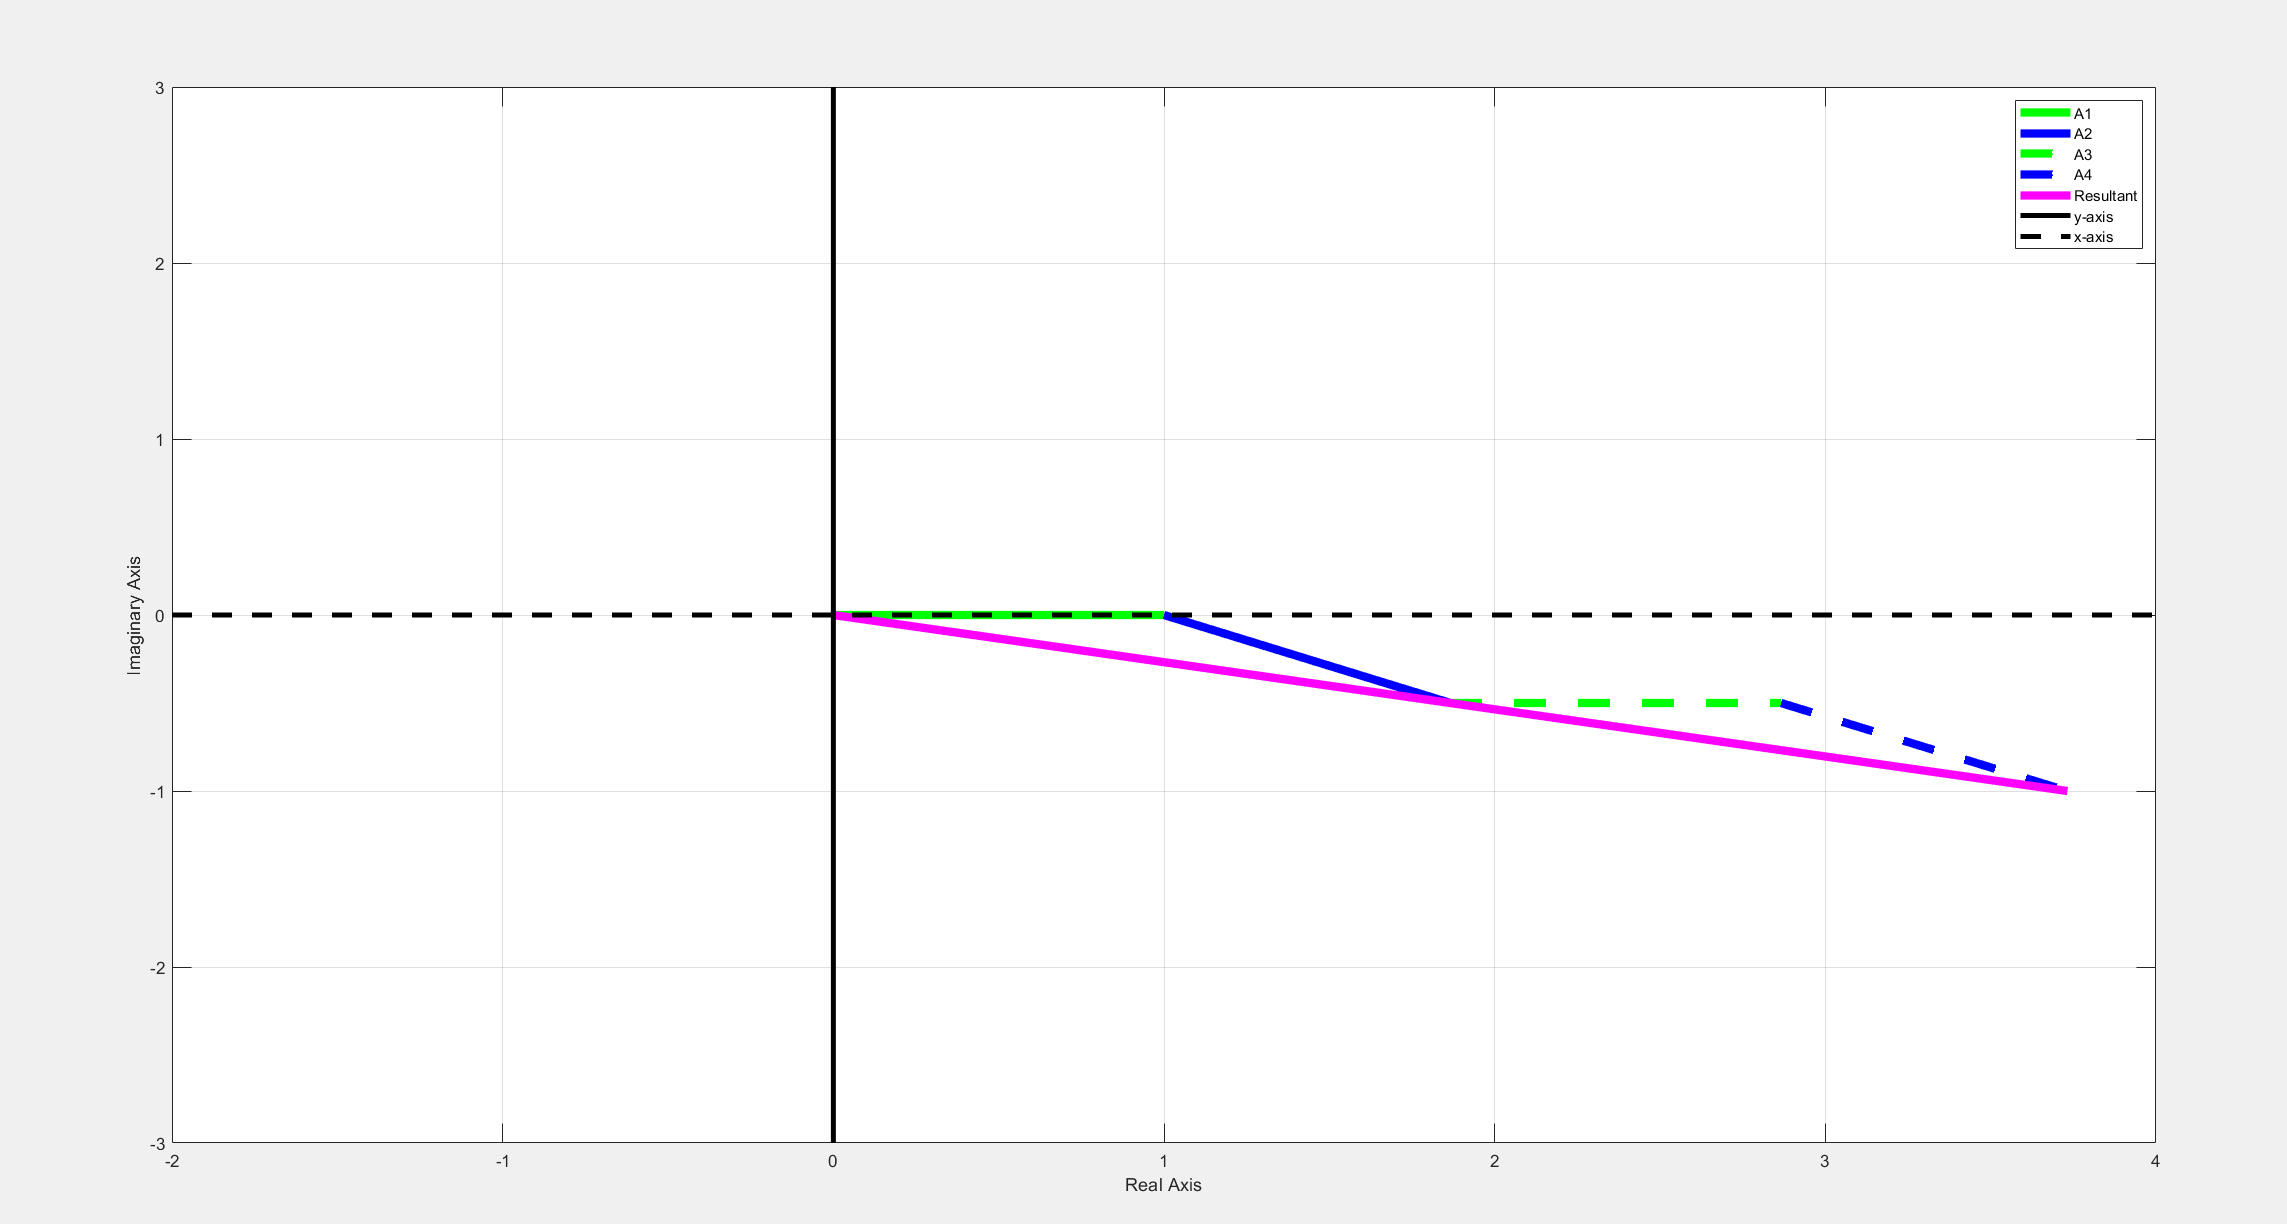 3
2
1
0
-1
-2
-3
Imaginary Axis
A1
A2
A3
A4
Resultant
y-axis
x-axis
-2 -1 0 1 2 3 4
Real Axis